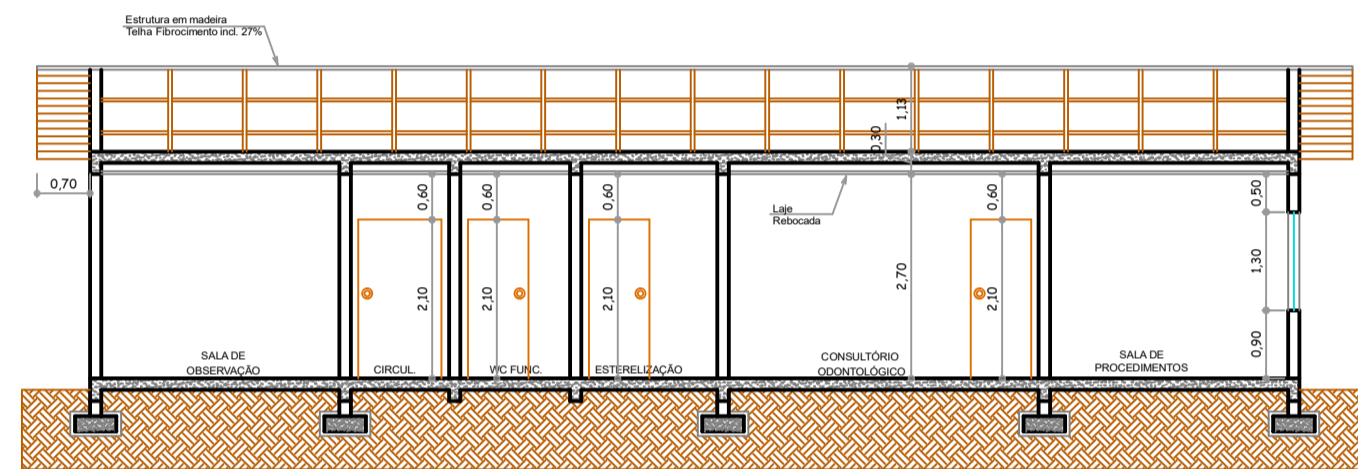 Estrutura em madeira
Telha Fibrocimento incl. 27%
1,13
0,30
0,70
0,60
0,60
0,60
0,60
0,50
Laje
Rebocada
2,10
2,10
2,10
2,70
2,10
1,30
0,90
SALA DE
OBSERVAÇÃO
CIRCUL.
WC FUNC.
ESTERELIZAÇÃO
CONSULTÓRIO
ODONTOLÓGICO
SALA DE
PROCEDIMENTOS